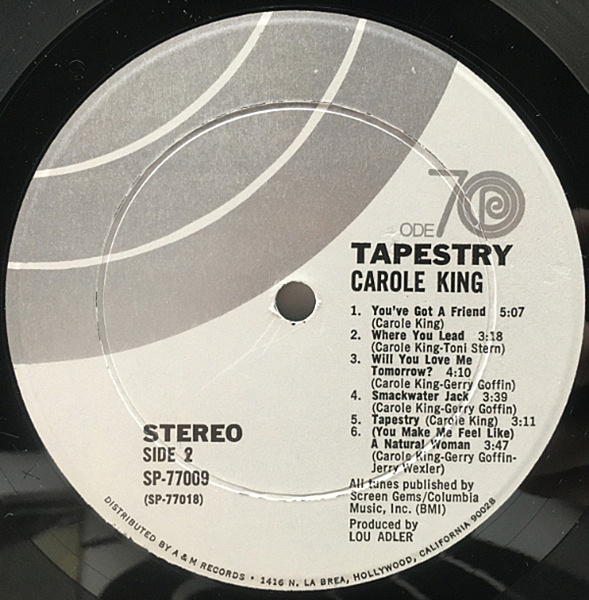 ODE 70
TAPESTRY
CAROLE KING
1. You've Got A Friend 5:07
(Carole King)
2. Where You Lead 3:18
(Carole King-Toni Stern)
3. Will You Love Me
Tomorrow? 4:10
(Carole King-Gerry Goffin)
4. Smackwater Jack 3:39
(Carole King-Gerry Goffin)
5. Tapestry (Carole King) 3:11
6. (You Make Me Feel Like)
A Natural Woman 3:47
(Carole King-Gerry Goffin-
Jerry Wexler)
All tunes published by
Screen Gems/Columbia
Music, Inc. (BMI)
Produced by
LOU ADLER
STEREO
SIDE 2
SP-77009
(SP-77018)
DISTRIBUTED BY A & M RECORDS • 1416 N. LA BREA, HOLLYWOOD, CALIFORNIA 90028